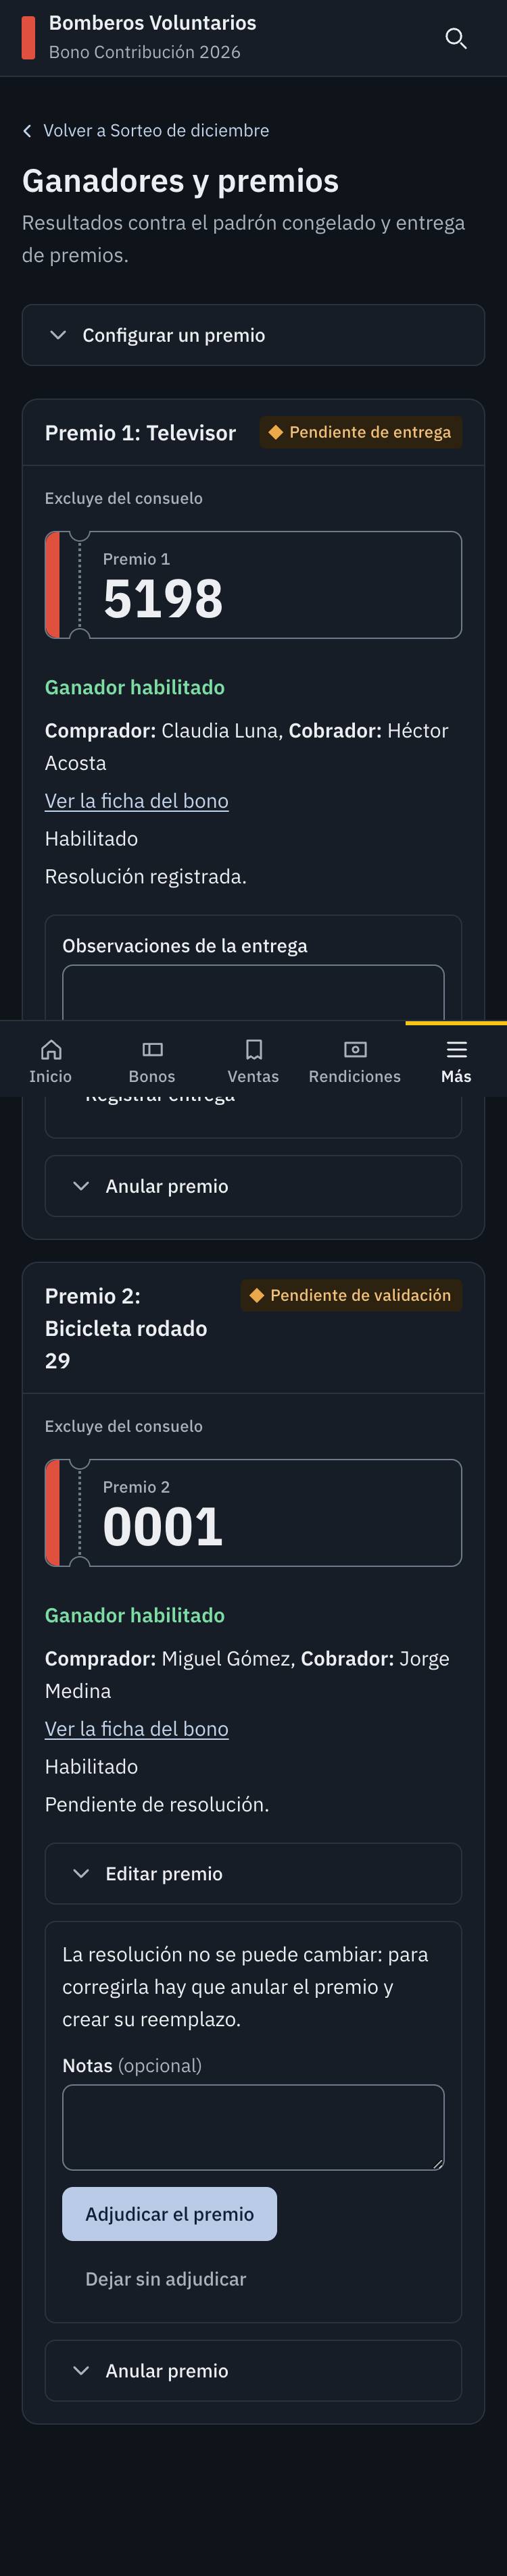 Bomberos Voluntarios
Bono Contribución 2026
Volver a Sorteo de diciembre
Ganadores y premios
Resultados contra el padrón congelado y entrega
de premios.
Configurar un premio
Premio 1: Televisor
Pendiente de entrega
Excluye del consuelo
Premio 1
5198
Ganador habilitado
Comprador: Claudia Luna, Cobrador: Héctor
Acosta
Ver la ficha del bono
Habilitado
Resolución registrada.
Observaciones de la entrega
Inicio
Bonos
Ventas
Rendiciones
Más
Registrar entrega
Anular premio
Premio 2:
Bicicleta rodado
29
Pendiente de validación
Excluye del consuelo
Premio 2
0001
Ganador habilitado
Comprador: Miguel Gómez, Cobrador: Jorge
Medina
Ver la ficha del bono
Habilitado
Pendiente de resolución.
Editar premio
La resolución no se puede cambiar: para
corregirla hay que anular el premio y
crear su reemplazo.
Notas (opcional)
Adjudicar el premio
Dejar sin adjudicar
Anular premio